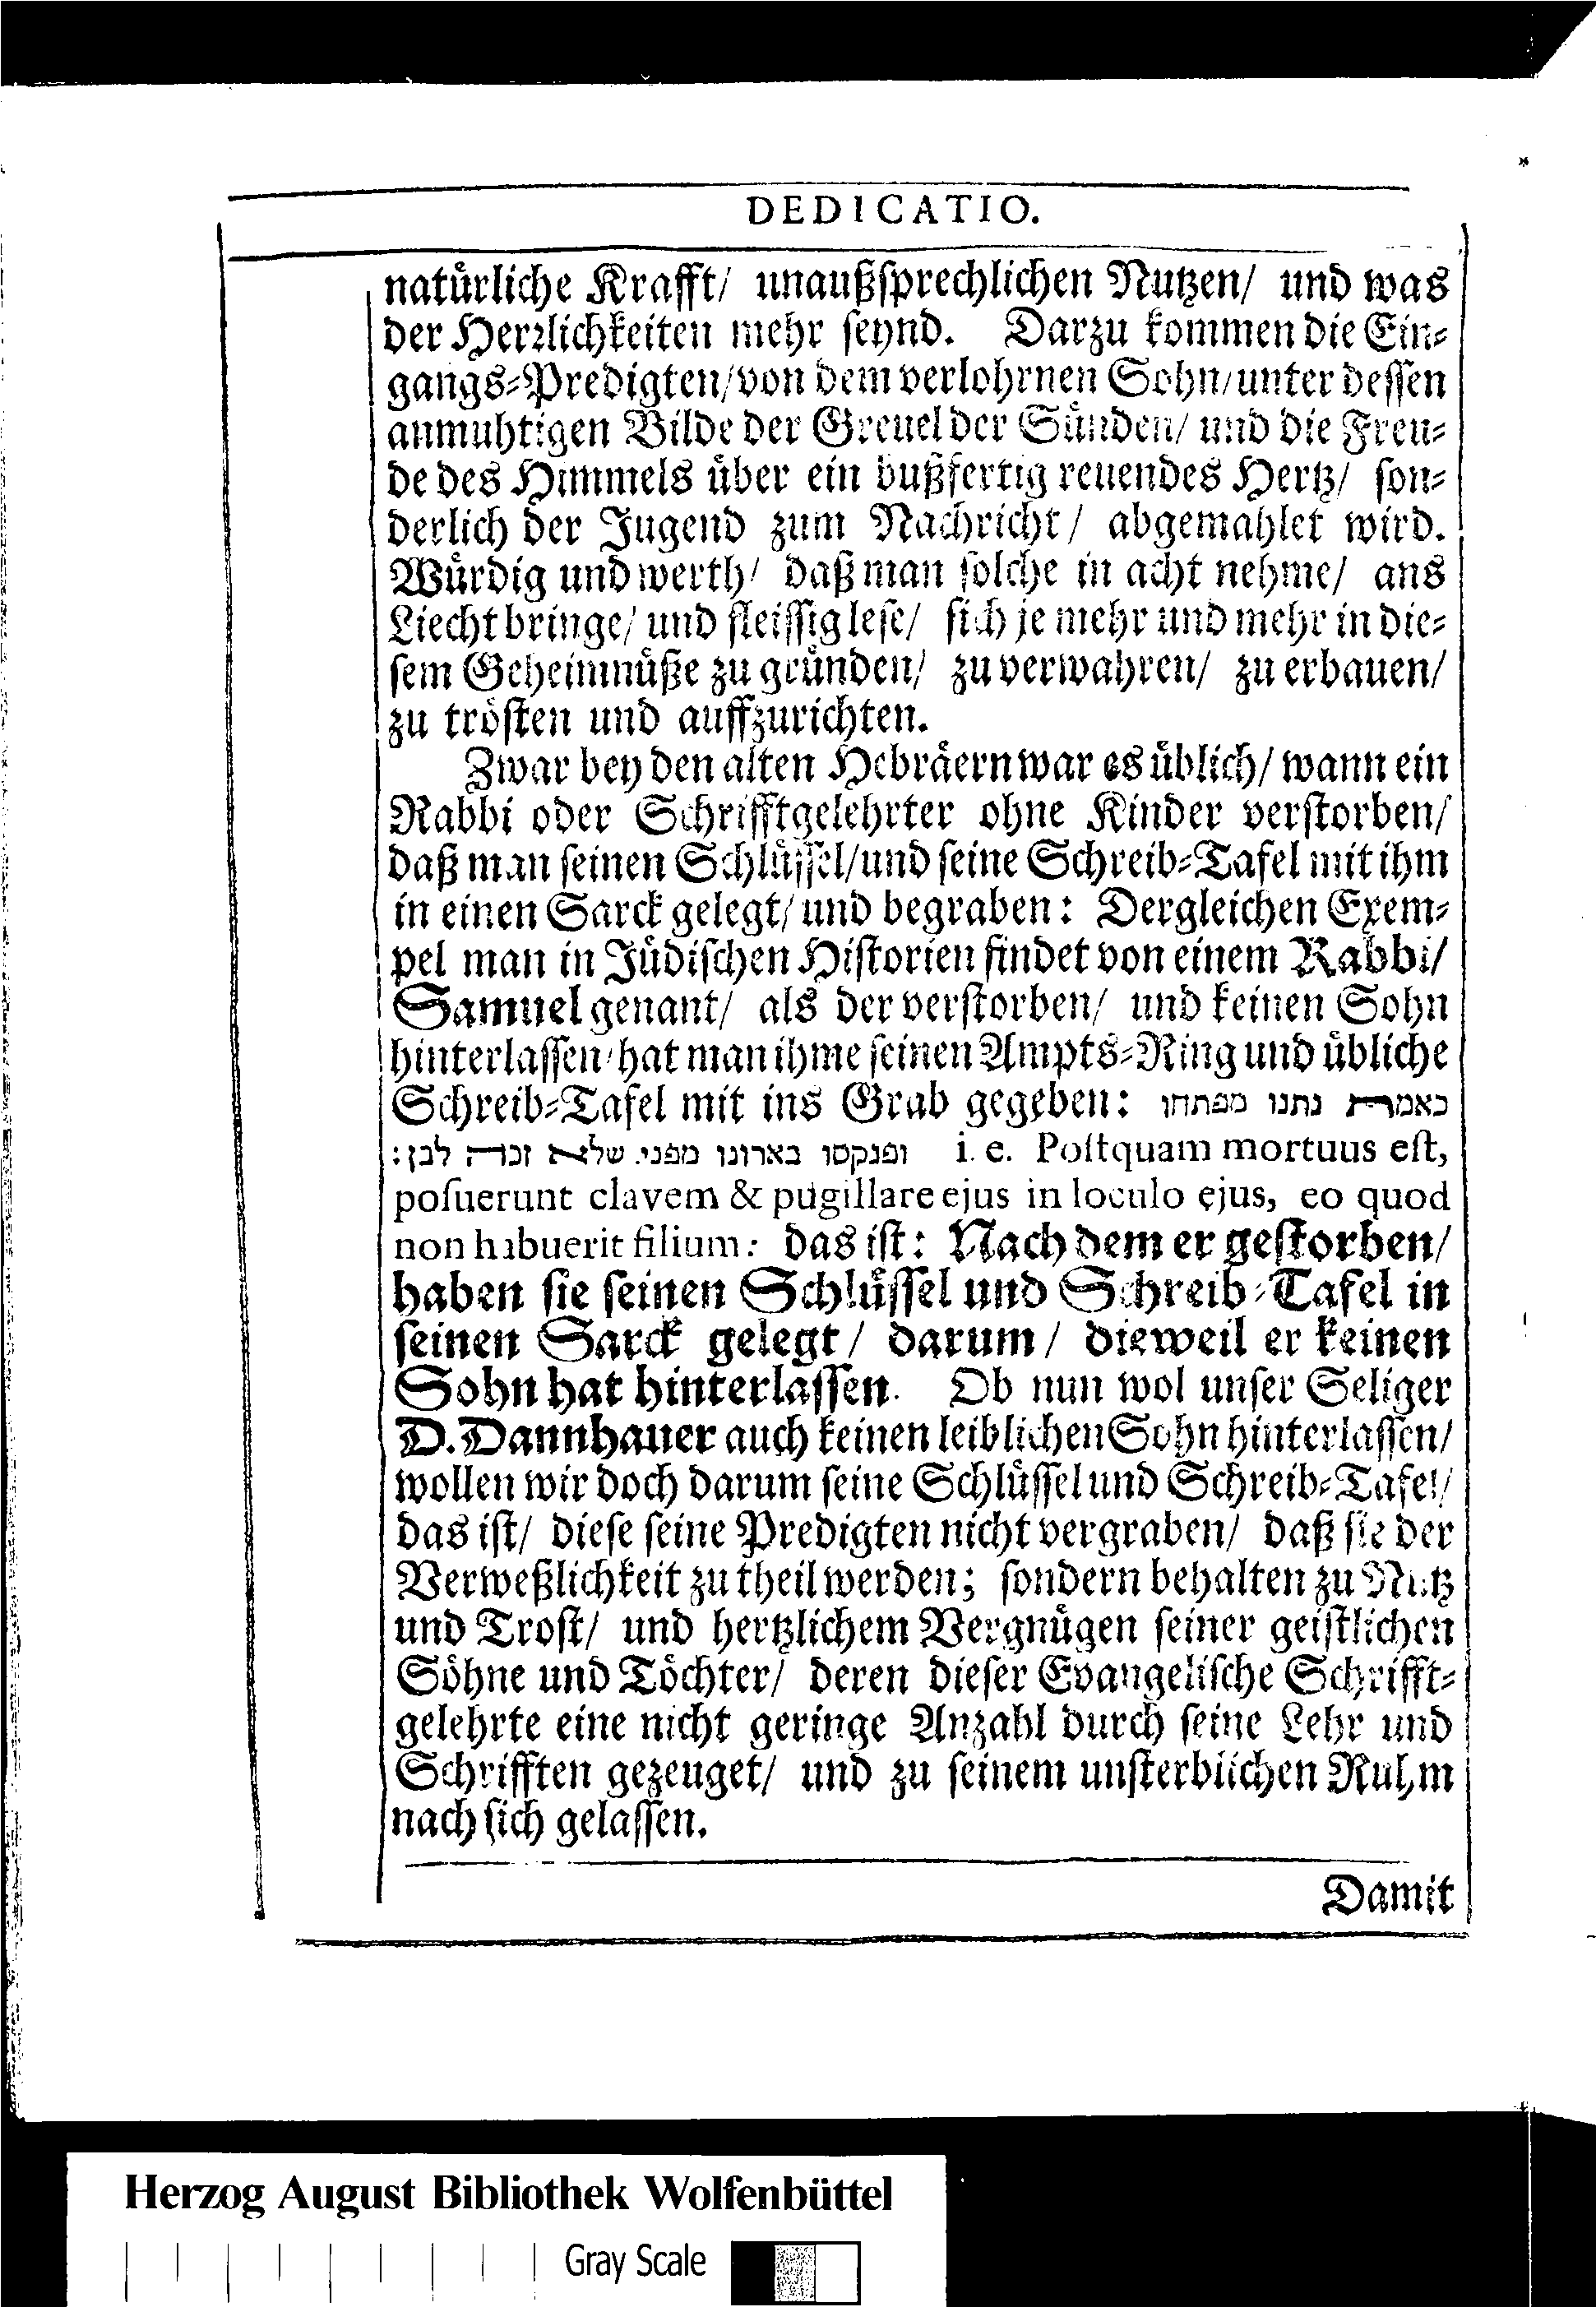 DEDICATIO.
natürliche Krafft/ unaußsprechlichen Nutzen/ und was
der Herꝛlichkeiten mehr seynd. Darzu kommen die Ein-
gangs-Predigten/von dem verlohrnen Sohn/unter dessen
anmuhtigen Bilde der Greuel der Sünden/ und die Freu-
de des Himmels über ein bußfertig reuendes Hertz/ son-
derlich der Jugend zum Nachricht/ abgemahlet wird.
Würdig und werth/ daß man solche in acht nehme/ ans
Liecht bringe/ und fleissig lese/ sich je mehr und mehr in die-
sem Geheimnüße zu gründen/ zu verwahren/ zu erbauen/
zu trösten und auffzurichten.
Zwar bey den alten Hebräern war es üblich/ wann ein
Rabbi oder Schrifftgelehrter ohne Kinder verstorben/
daß man seinen Schlüssel/und seine Schreib-Tafel mit ihm
in einen Sarck gelegt/ und begraben: Dergleichen Exem-
pel man in Jüdischen Historien findet von einem Rabbi/
Samuel genant/ als der verstorben/ und keinen Sohn
hinterlassen/ hat man ihme seinen Ampts-Ring und übliche
Schreib-Tafel mit ins Grab gegeben: נתנו מפתחו
ופנקסו בארונו מפני שלא זכה לבן: i. e. Postquam mortuus est,
posuerunt clavem & pugillare ejus in loculo ejus, eo quod
non habuerit filium: das ist: Nach dem er gestorben/
haben sie seinen Schlüssel und Schreib-Tafel in
seinen Sarck gelegt/ darum/ dieweil er keinen
Sohn hat hinterlassen. Ob nun wol unser Seliger
D. Dannhauer auch keinen leiblichen Sohn hinterlassen/
wollen wir doch darum seine Schlüssel und Schreib-Tafel/
das ist/ diese seine Predigten nicht vergraben/ daß sie der
Verweßlichkeit zu theil werden; sondern behalten zu Nutz
und Trost/ und hertzlichem Vergnügen seiner geistlichen
Söhne und Töchter/ deren dieser Evangelische Schrifft-
gelehrte eine nicht geringe Anzahl durch seine Lehr und
Schrifften gezeuget/ und zu seinem unsterblichen Ruhm
nach sich gelassen.
Damit
Herzog August Bibliothek Wolfenbüttel
Gray Scale